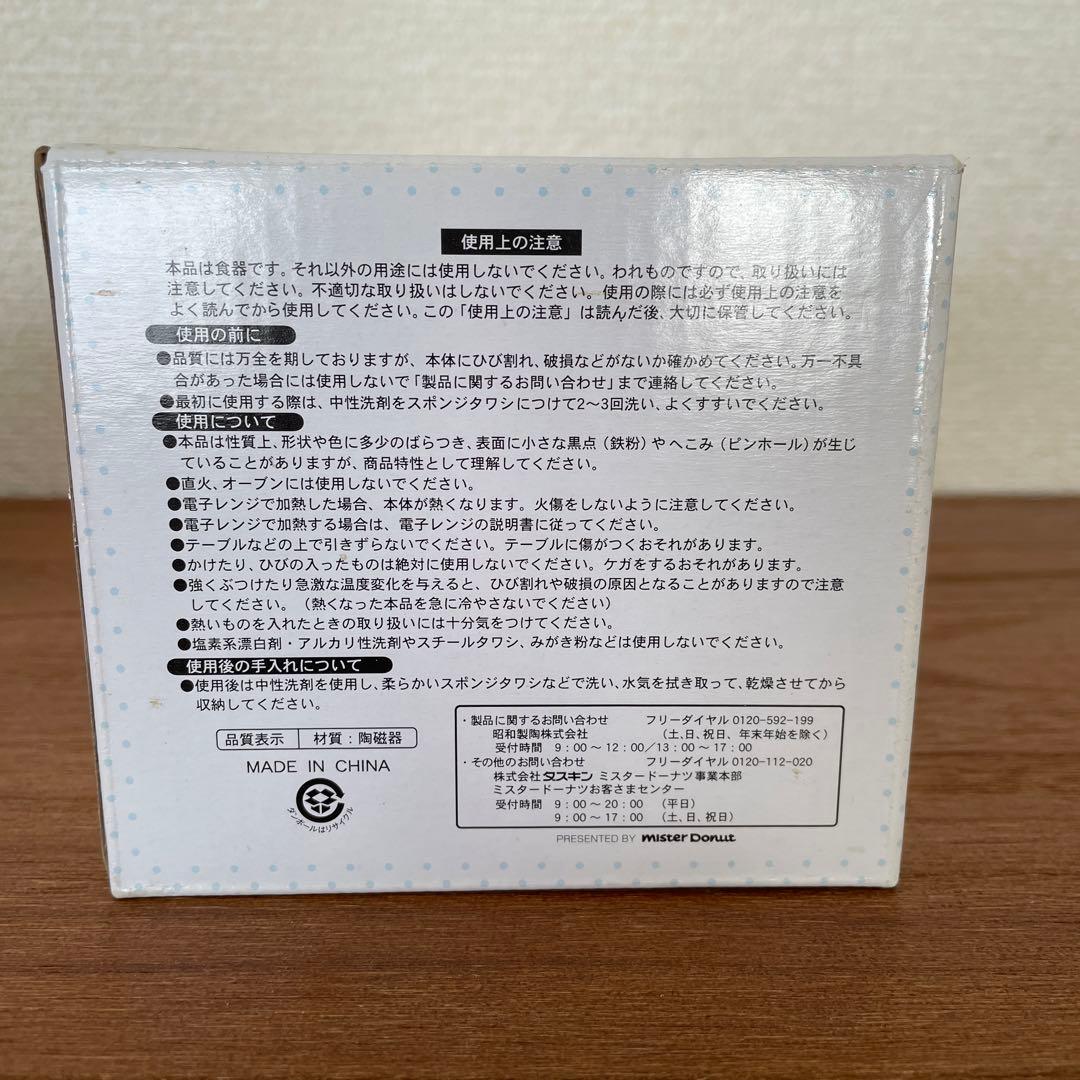 使用上の注意
本品は食器です。それ以外の用途には使用しないでください。われものですので、取り扱いには
注意してください。不適切な取り扱いはしないでください。使用の際には必ず使用上の注意を
よく読んでから使用してください。この「使用上の注意」は読んだ後、大切に保管してください。
使用の前に
●品質には万全を期しておりますが、本体にひび割れ、破損などがないか確かめてください。万一不具
合があった場合には使用しないで「製品に関するお問い合わせ」まで連絡してください。
●最初に使用する際は、中性洗剤をスポンジタワシにつけて2〜3回洗い、よくすすいでください。
使用について
●本品は性質上、形状や色に多少のばらつき、表面に小さな黒点（鉄粉）やへこみ（ピンホール）が生じ
ていることがありますが、商品特性として理解してください。
●直火、オーブンには使用しないでください。
●電子レンジで加熱した場合、本体が熱くなります。火傷をしないように注意してください。
●電子レンジで加熱する場合は、電子レンジの説明書に従ってください。
●テーブルなどの上で引きずらないでください。テーブルに傷がつくおそれがあります。
●かけたり、ひびの入ったものは絶対に使用しないでください。ケガをするおそれがあります。
●強くぶつけたり急激な温度変化を与えると、ひび割れや破損の原因となることがありますので注意
してください。（熱くなった本品を急に冷やさないでください）
●熱いものを入れたときの取り扱いには十分気をつけてください。
●塩素系漂白剤・アルカリ性洗剤やスチールタワシ、みがき粉などは使用しないでください。
使用後の手入れについて
●使用後は中性洗剤を使用し、柔らかいスポンジタワシなどで洗い、水気を拭き取って、乾燥させてから
収納してください。
品質表示 材質：陶磁器
MADE IN CHINA
ダンボールはリサイクル
・製品に関するお問い合わせ フリーダイヤル 0120-592-199
昭和製陶株式会社 （土、日、祝日、年末年始を除く）
受付時間 9：00〜12：00／13：00〜17：00
・その他のお問い合わせ フリーダイヤル 0120-112-020
株式会社ダスキン ミスタードーナツ事業本部
ミスタードーナツお客さまセンター
受付時間 9：00〜20：00 （平日）
9：00〜17：00 （土、日、祝日）
PRESENTED BY mister Donut